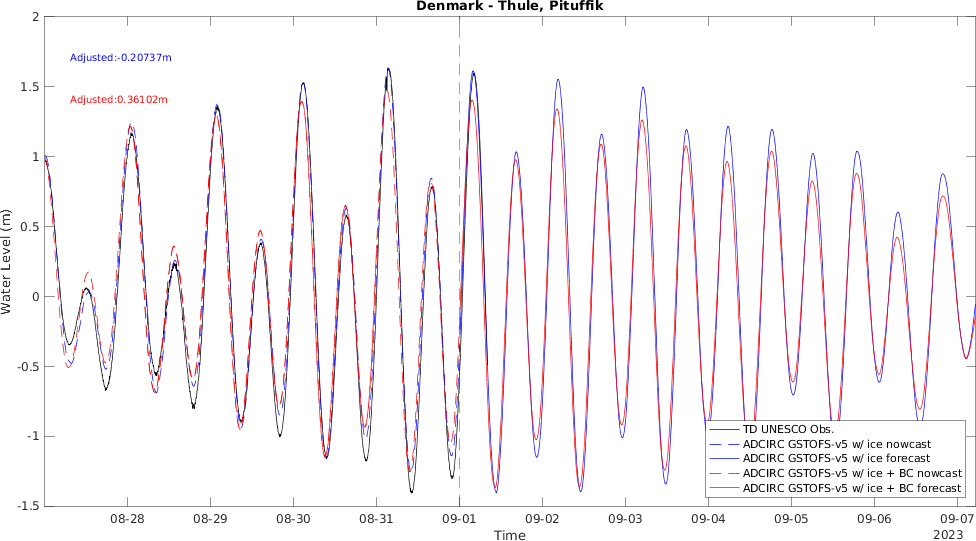 Denmark - Thule, Pituffik
Adjusted:-0.20737m
Adjusted:0.36102m
Water Level (m)
2
1.5
1
0.5
0
-0.5
-1
-1.5
TD UNESCO Obs.
ADCIRC GSTOFS-v5 w/ ice nowcast
ADCIRC GSTOFS-v5 w/ ice forecast
ADCIRC GSTOFS-v5 w/ ice + BC nowcast
ADCIRC GSTOFS-v5 w/ ice + BC forecast
08-28 08-29 08-30 08-31 09-01 09-02 09-03 09-04 09-05 09-06 09-07
Time
2023